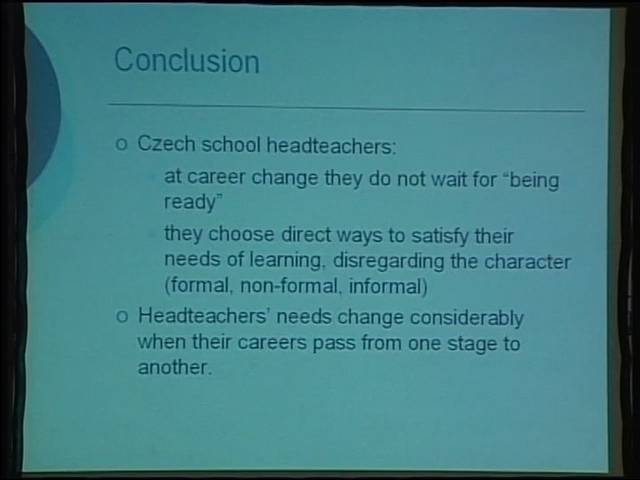 Conclusion
o Czech school headteachers:
at career change they do not wait for “being
ready”
they choose direct ways to satisfy their
needs of learning, disregarding the character
(formal, non-formal, informal)
o Headteachers’ needs change considerably
when their careers pass from one stage to
another.